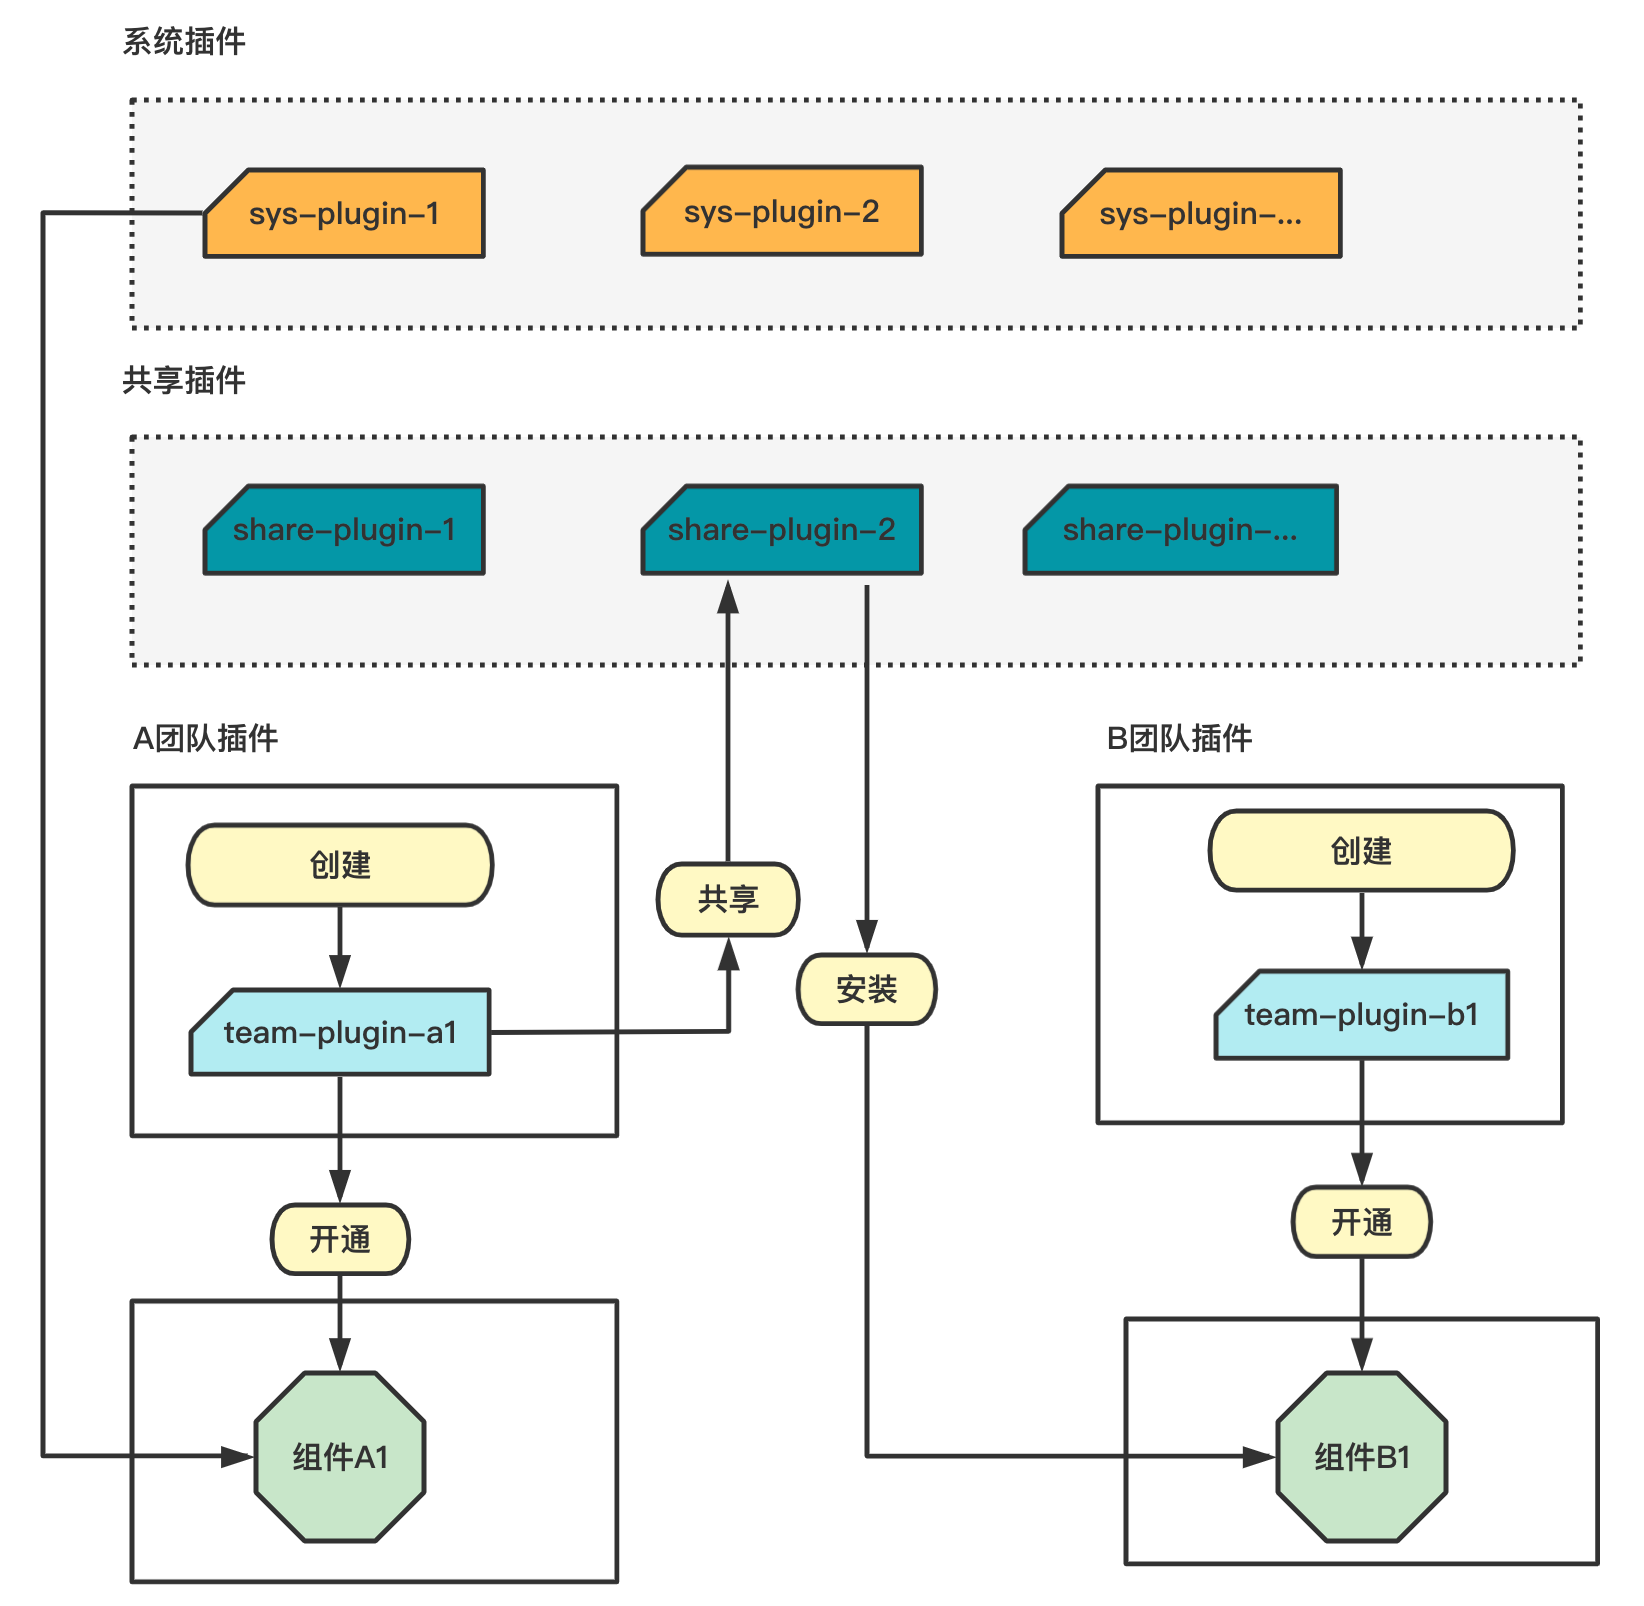 系统插件
sys-plugin-1
sys-plugin-2
sys-plugin-...
共享插件
share-plugin-1
share-plugin-2
share-plugin-...
A团队插件
B团队插件
创建
创建
共享
安装
team-plugin-a1
team-plugin-b1
开通
开通
组件A1
组件B1